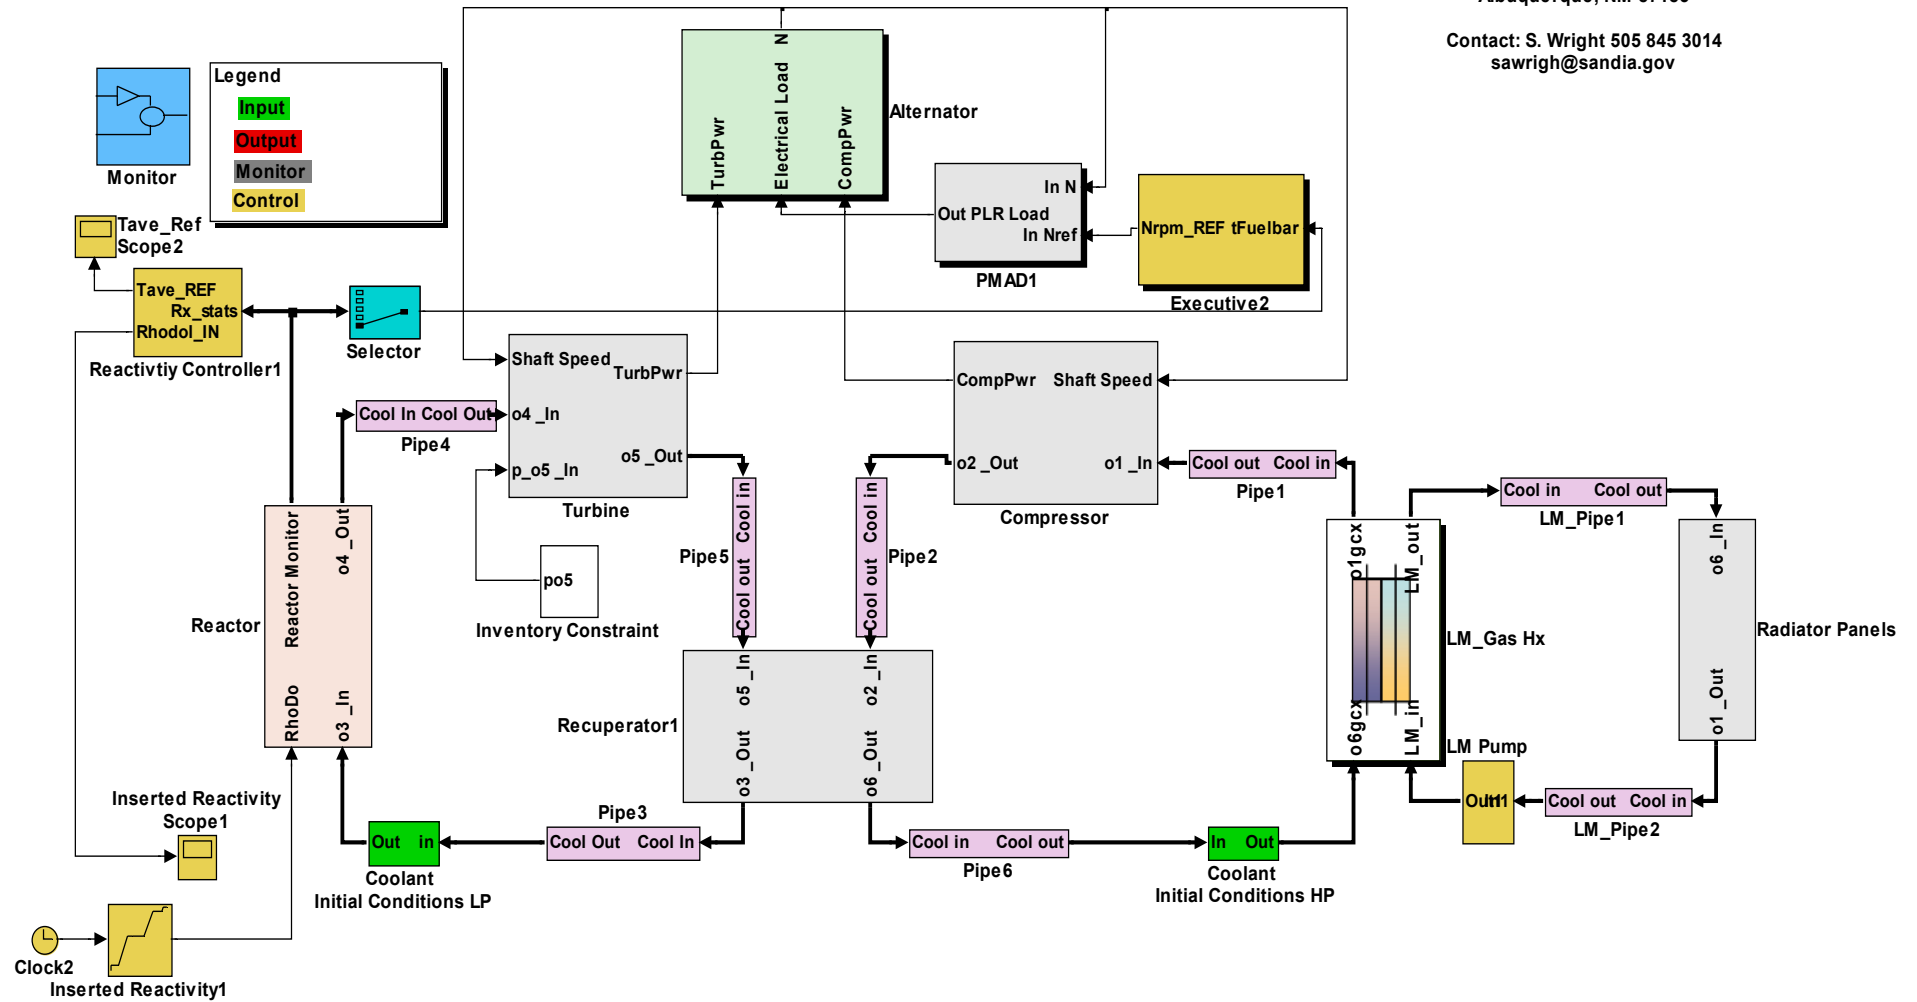 Contact: S. Wright 505 845 3014
sawrigh@sandia.gov
Legend
Input
Output
Monitor
Control
Monitor
N
Electrical Load
TurbPwr
CompPwr
Alternator
In N
Out PLR Load
In Nref
PMAD1
Nrpm_REF tFuelbar
Executive2
Tave_Ref
Scope2
Tave_REF
Rx_stats
Rhodol_IN
Reactivtiy Controller1
Selector
Shaft Speed
TurbPwr
o4 _In
p_o5 _In
o5 _Out
Turbine
CompPwr
Shaft Speed
o2 _Out
o1 _In
Compressor
Cool In Cool Out
Pipe4
Cool out Cool in
Pipe1
Cool in Cool out
LM_Pipe1
Cool in
Cool out
Pipe5
Cool in
Cool out
Pipe2
po5
Inventory Constraint
Reactor Monitor
o4 _Out
RhoDo
o3 _In
Reactor
o5 _In
o2 _In
o3 _Out
o6 _Out
Recuperator1
o1gcx
LM_out
o6gcx
LM_in
LM_Gas Hx
o6 _In
o1 _Out
Radiator Panels
LM Pump
Cool out Cool in
LM_Pipe2
Inserted Reactivity
Scope1
Out in
Coolant
Initial Conditions LP
Pipe3
Cool Out Cool In
Cool in Cool out
Pipe6
In Out
Coolant
Initial Conditions HP
Clock2
Inserted Reactivity1